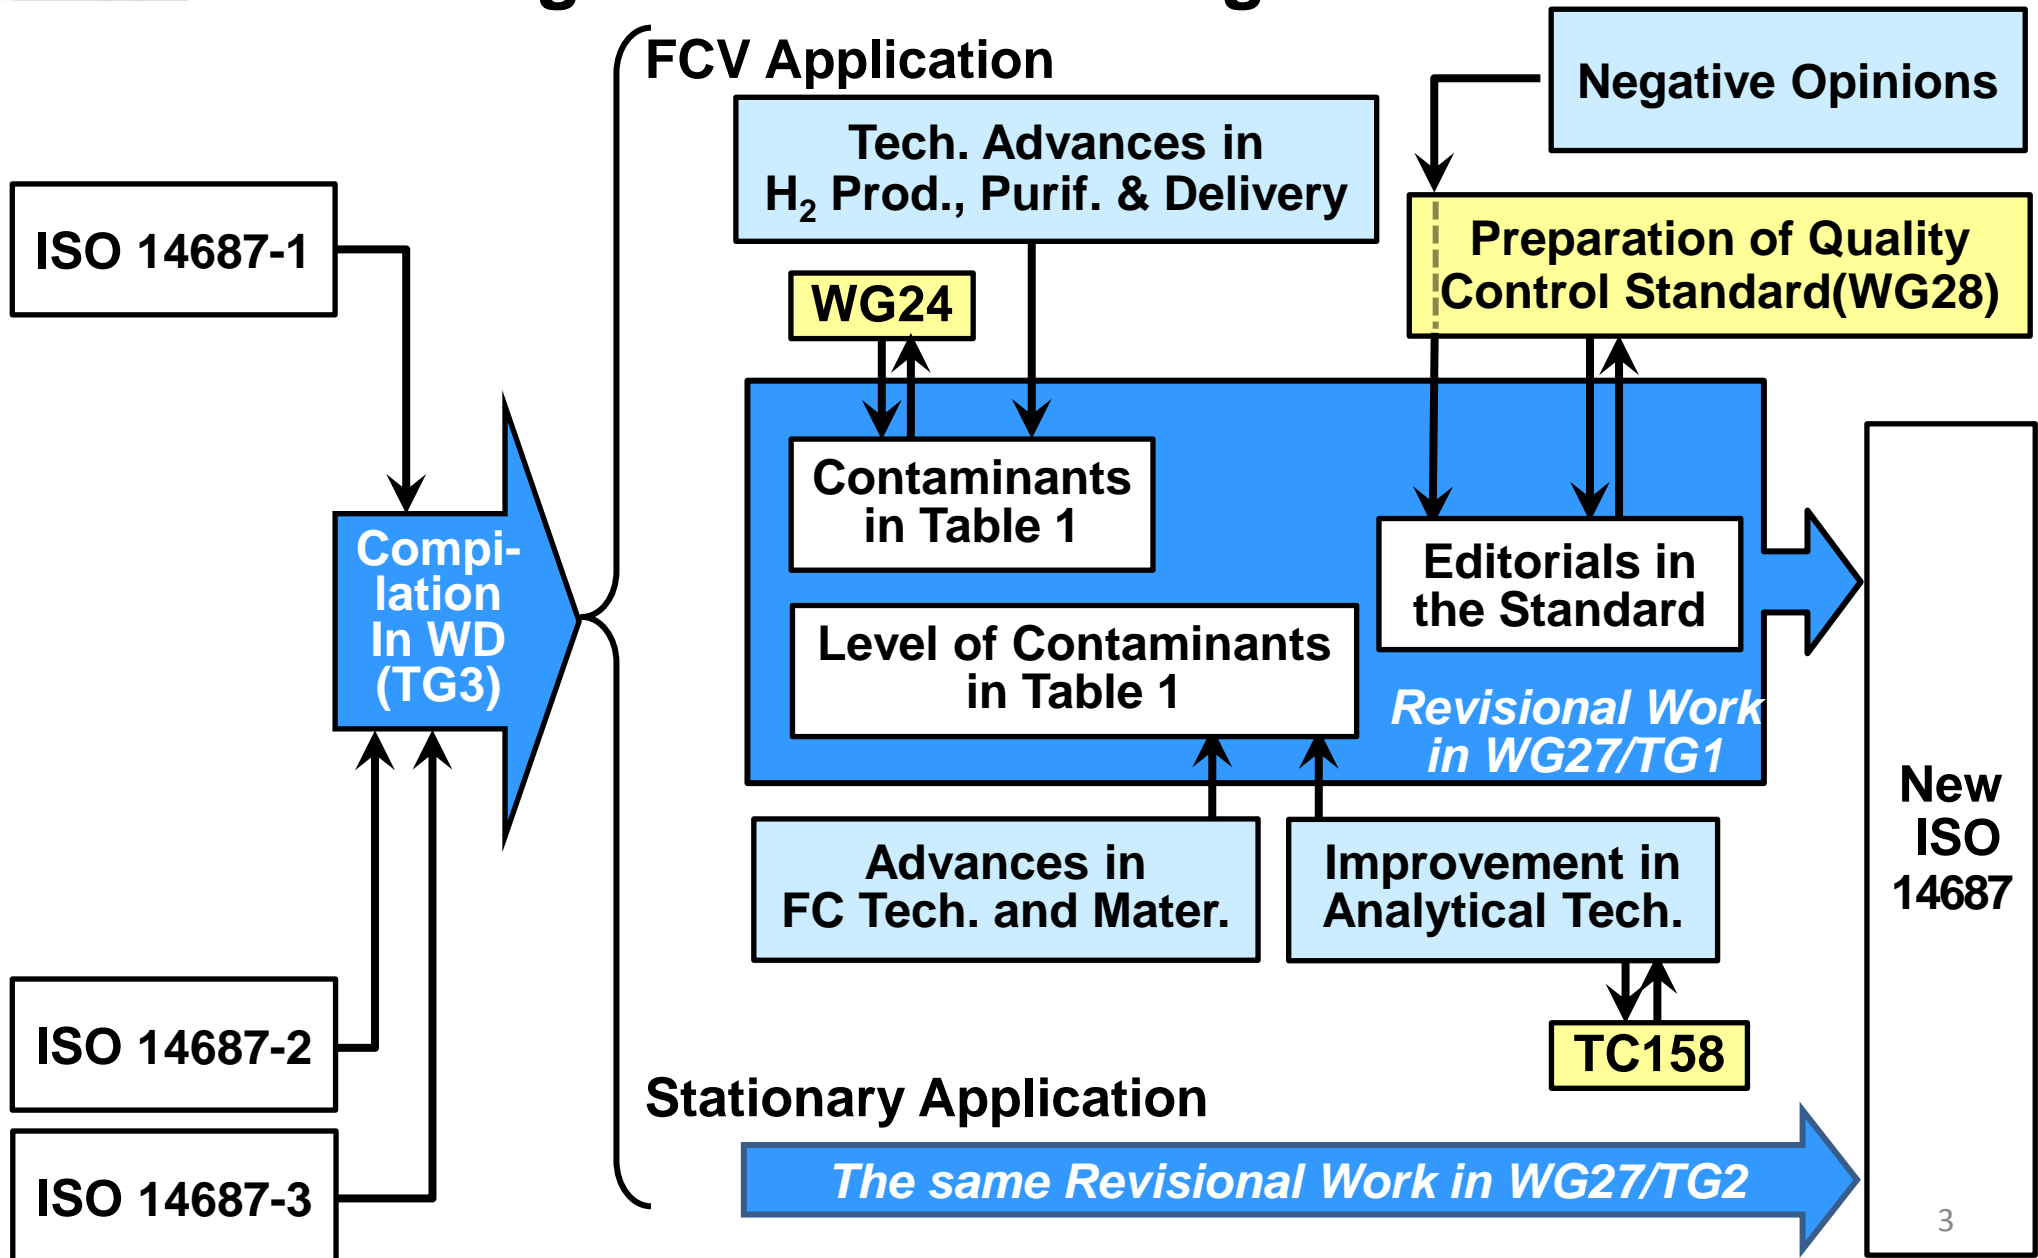 FCV Application
Negative Opinions
Tech. Advances in
H₂ Prod., Purif. & Delivery
ISO 14687-1
Preparation of Quality
Control Standard(WG28)
WG24
Contaminants
in Table 1
Compi-
lation
In WD
(TG3)
Editorials in
the Standard
Level of Contaminants
in Table 1
Revisional Work
in WG27/TG1
New
ISO
14687
Advances in
FC Tech. and Mater.
Improvement in
Analytical Tech.
ISO 14687-2
TC158
Stationary Application
The same Revisional Work in WG27/TG2
ISO 14687-3
3